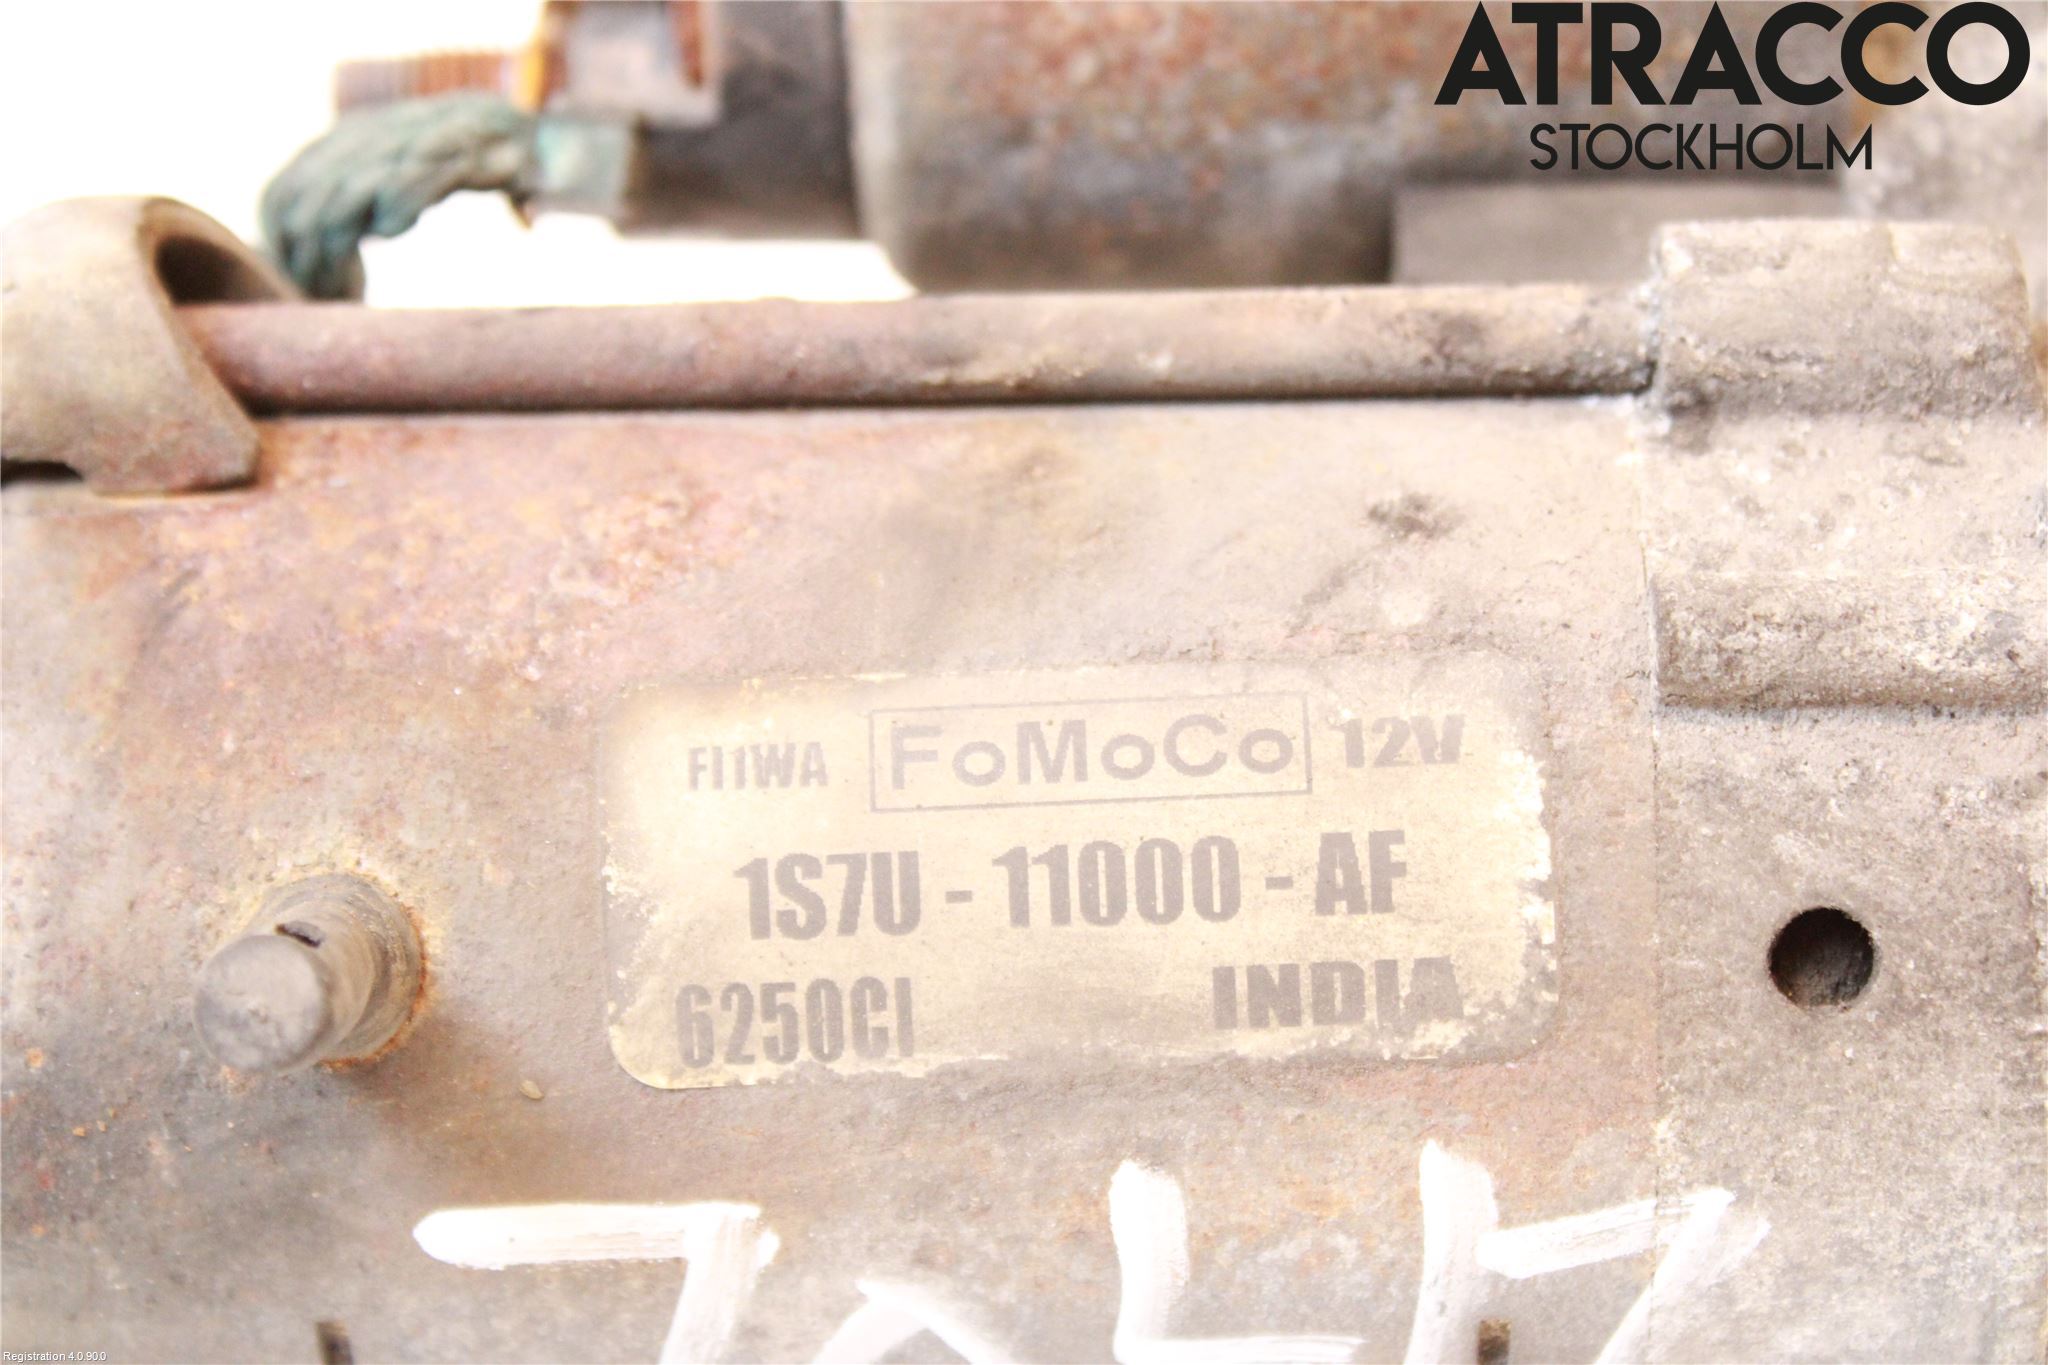 ATRACCO
STOCKHOLM
FI1WA FoMoCo 12V
1S7U - 11000 - AF
6250CI INDIA
Registration 4.0.90.0